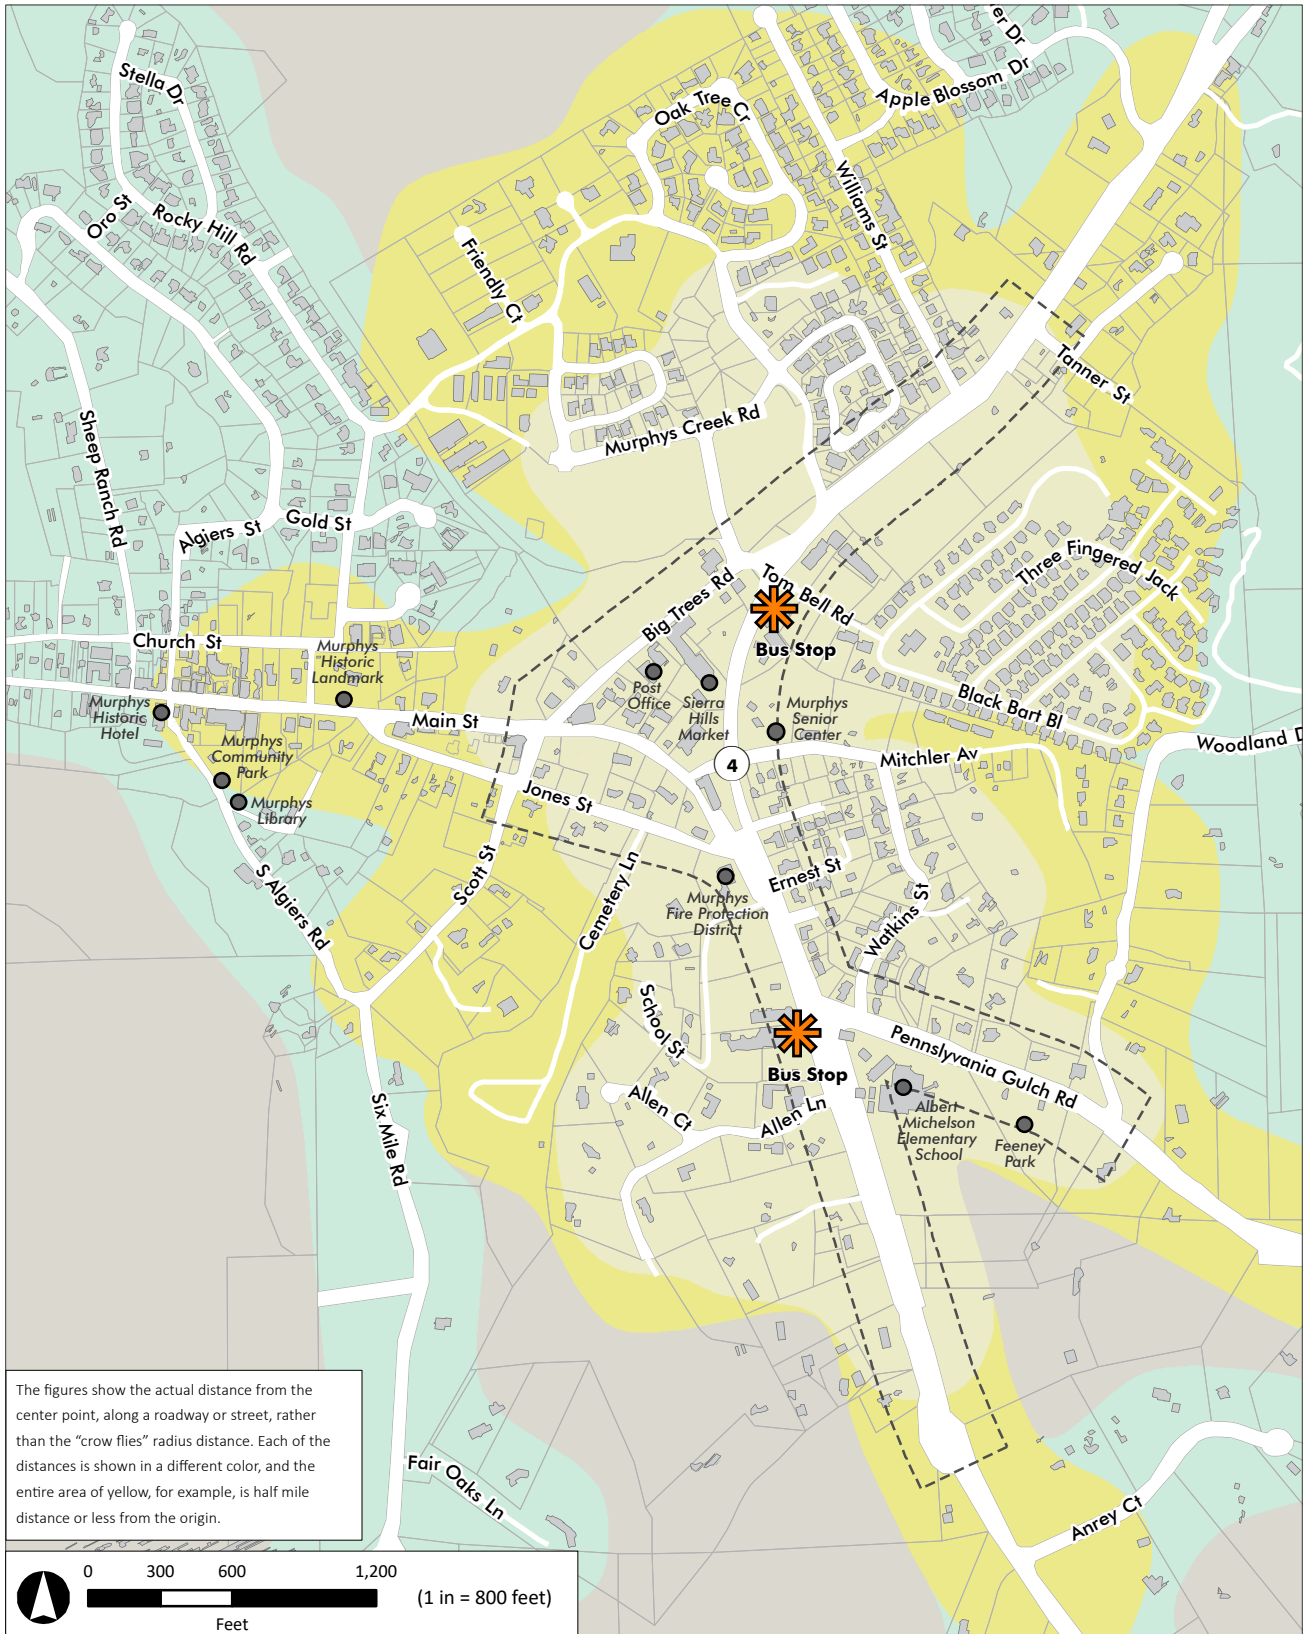 er Dr
Stella Dr
Apple Blossom Dr
Oak Tree Cr
Williams St
Oro St
Rocky Hill Rd
Friendly Ct
Tanner St
Murphys Creek Rd
Sheep Ranch Rd
Algiers St
Gold St
Three Fingered Jack
Tom Bell Rd
Big Trees Rd
Church St
Bus Stop
Murphys
Historic
Landmark
Post
Office
Sierra
Hills
Market
Murphys
Senior
Center
Black Bart Bl
Murphys
Historic
Hotel
Main St
Woodland D
Murphys
Community
Park
4
Mitchler Av
Murphys
Library
Jones St
Ernest St
Scott St
S Algiers Rd
Cemetery Ln
Murphys
Fire Protection
District
Watkins St
School St
Pennslyvania Gulch Rd
Bus Stop
Allen Ct
Allen Ln
Albert
Michelson
Elementary
School
Feeney
Park
Six Mile Rd
The figures show the actual distance from the
center point, along a roadway or street, rather
than the “crow flies” radius distance. Each of the
distances is shown in a different color, and the
entire area of yellow, for example, is half mile
distance or less from the origin.
Fair Oaks Ln
Anrey Ct
0 300 600 1,200
(1 in = 800 feet)
Feet